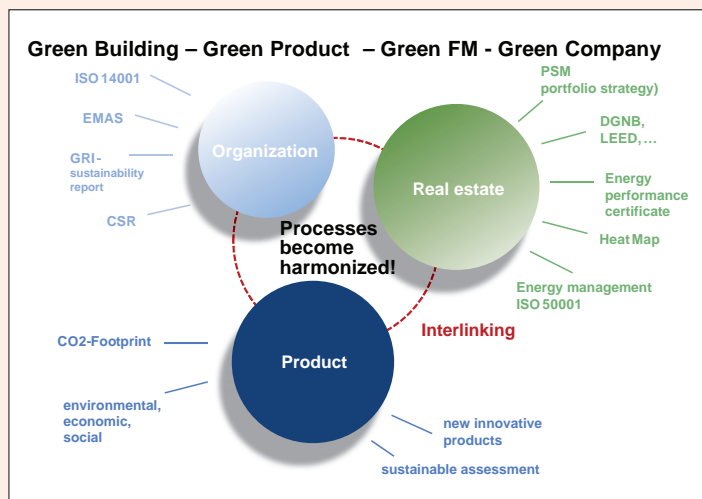 Green Building – Green Product – Green FM - Green Company
ISO 14001
EMAS
GRI-
sustainability
report
CSR
Organization
PSM
portfolio strategy)
DGNB,
LEED, …
Energy
performance
certificate
Heat Map
Energy management
ISO 50001
Real estate
Processes
become
harmonized!
Interlinking
Product
CO2-Footprint
environmental,
economic,
social
new innovative
products
sustainable assessment